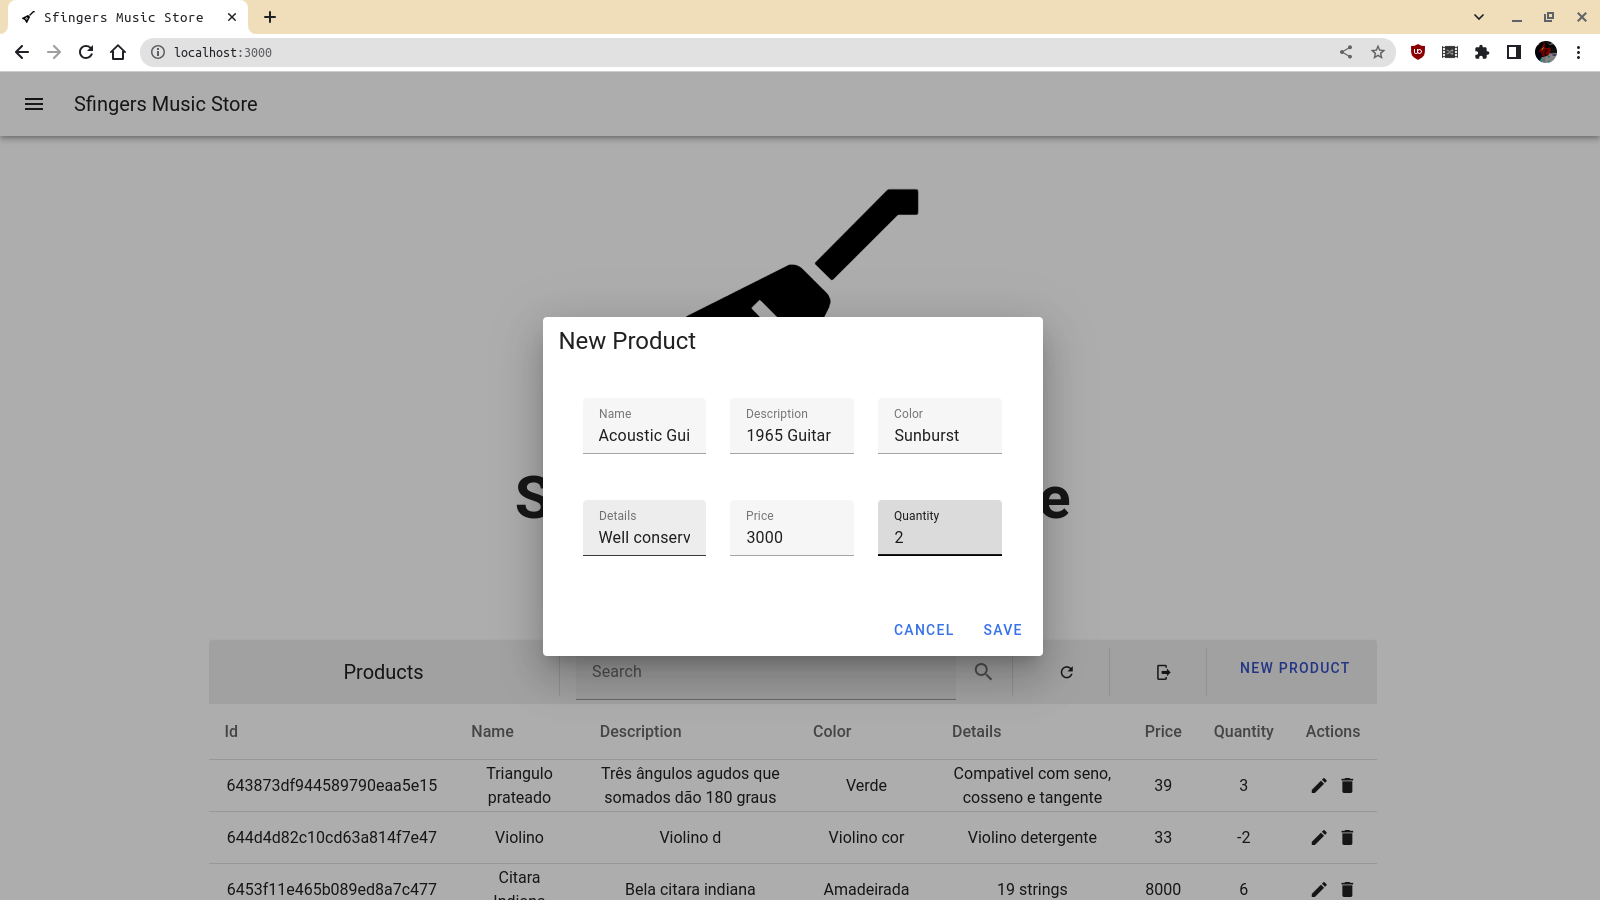 Sfingers Music Store
localhost:3000
Sfingers Music Store
New Product
Name Description Color
Acoustic Gui 1965 Guitar Sunburst
Details Price Quantity
Well conserv 3000 2
CANCEL SAVE
Products Search NEW PRODUCT
Id Name Description Color Details Price Quantity Actions
643873df944589790eaa5e15 Triangulo prateado Três ângulos agudos que somados dão 180 graus Verde Compativel com seno, cosseno e tangente 39 3
644d4d82c10cd63a814f7e47 Violino Violino d Violino cor Violino detergente 33 -2
6453f11e465b089ed8a7c477 Citara Bela citara indiana Amadeirada 19 strings 8000 6